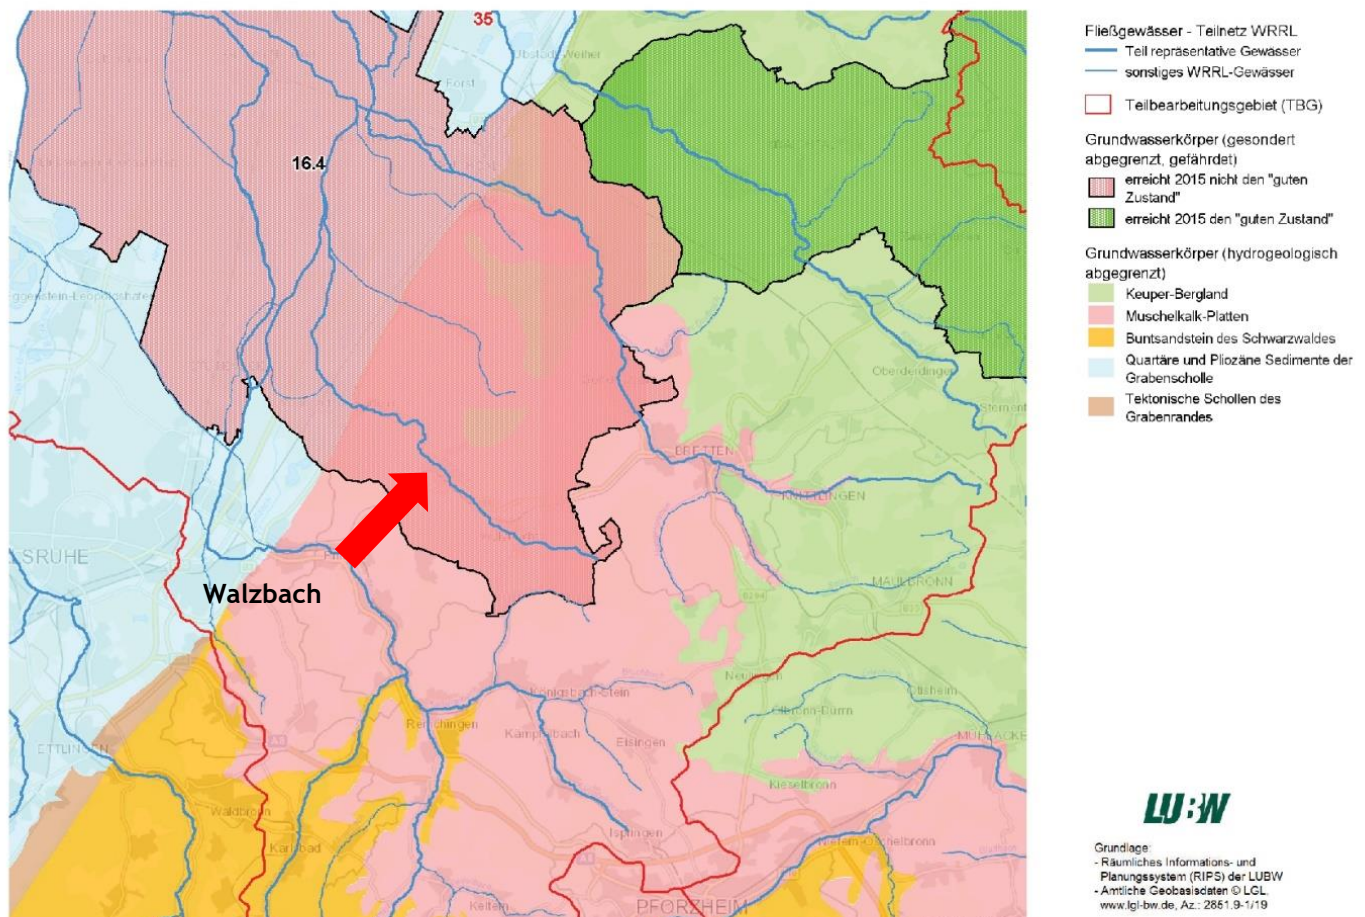 35
Ubstadt-Weiher
Forst
16.4
Oberderdingen
BRETTEN
KNITTLINGEN
MAULBRONN
Walzbach
Neulingen
Ölbronn-Dürrn
Ötisheim
Königsbach-Stein
Remchingen
Kämpfelbach
Eisingen
Kieselbronn
ETTLINGEN
Waldbronn
Karlsbad
Ispringen
Keltern
PFORZHEIM
Fließgewässer - Teilnetz WRRL
Teil repräsentative Gewässer
sonstiges WRRL-Gewässer
Teilbearbeitungsgebiet (TBG)
Grundwasserkörper (gesondert
abgegrenzt, gefährdet)
erreicht 2015 nicht den "guten
Zustand"
erreicht 2015 den "guten Zustand"
Grundwasserkörper (hydrogeologisch
abgegrenzt)
Keuper-Bergland
Muschelkalk-Platten
Buntsandstein des Schwarzwaldes
Quartäre und Pliozäne Sedimente der
Grabenscholle
Tektonische Schollen des
Grabenrandes
LUBW
Grundlage:
- Räumliches Informations- und
Planungssystem (RIPS) der LUBW
- Amtliche Geobasisdaten © LGL,
www.lgl-bw.de, Az.: 2851.9-1/19